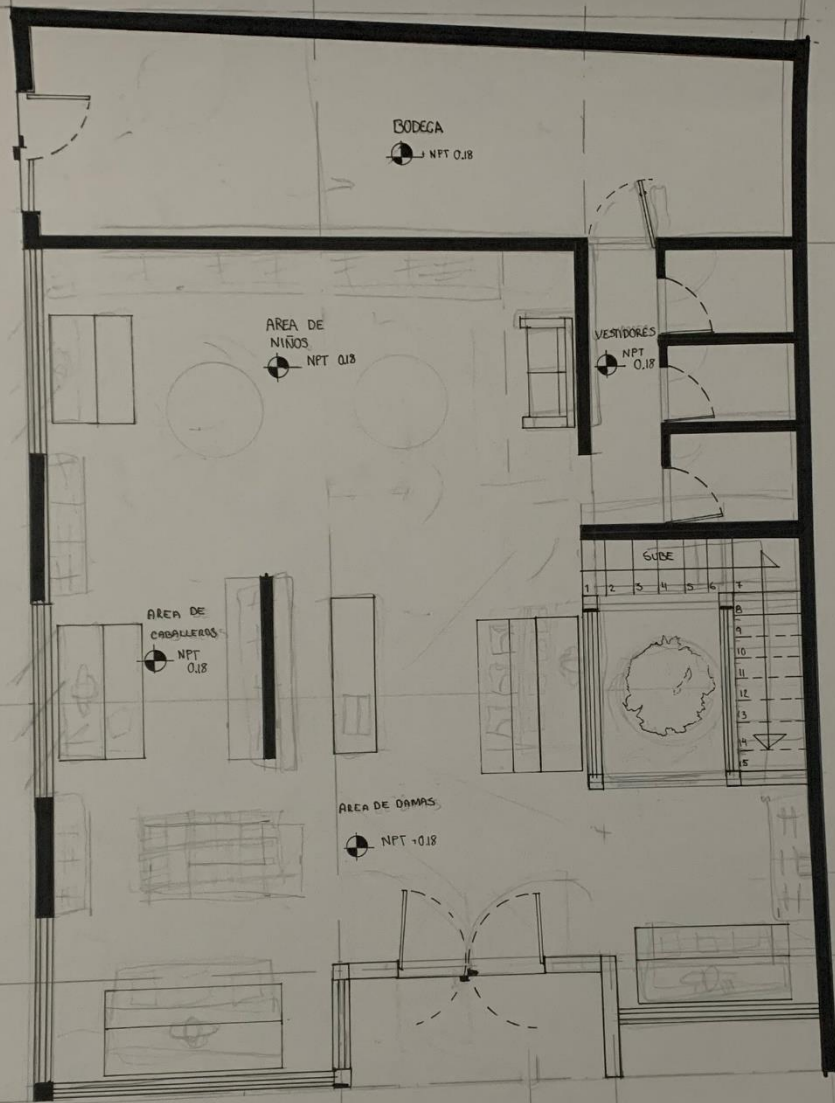 BODEGA
NPT 0.18
AREA DE
NIÑOS
NPT 0.18
VESTIDORES
NPT
0.18
SUBE
1 2 3 4 5 6 7
8
9
10
11
12
13
14
15
AREA DE
CABALLEROS
NPT
0.18
AREA DE DAMAS
NPT +0.18